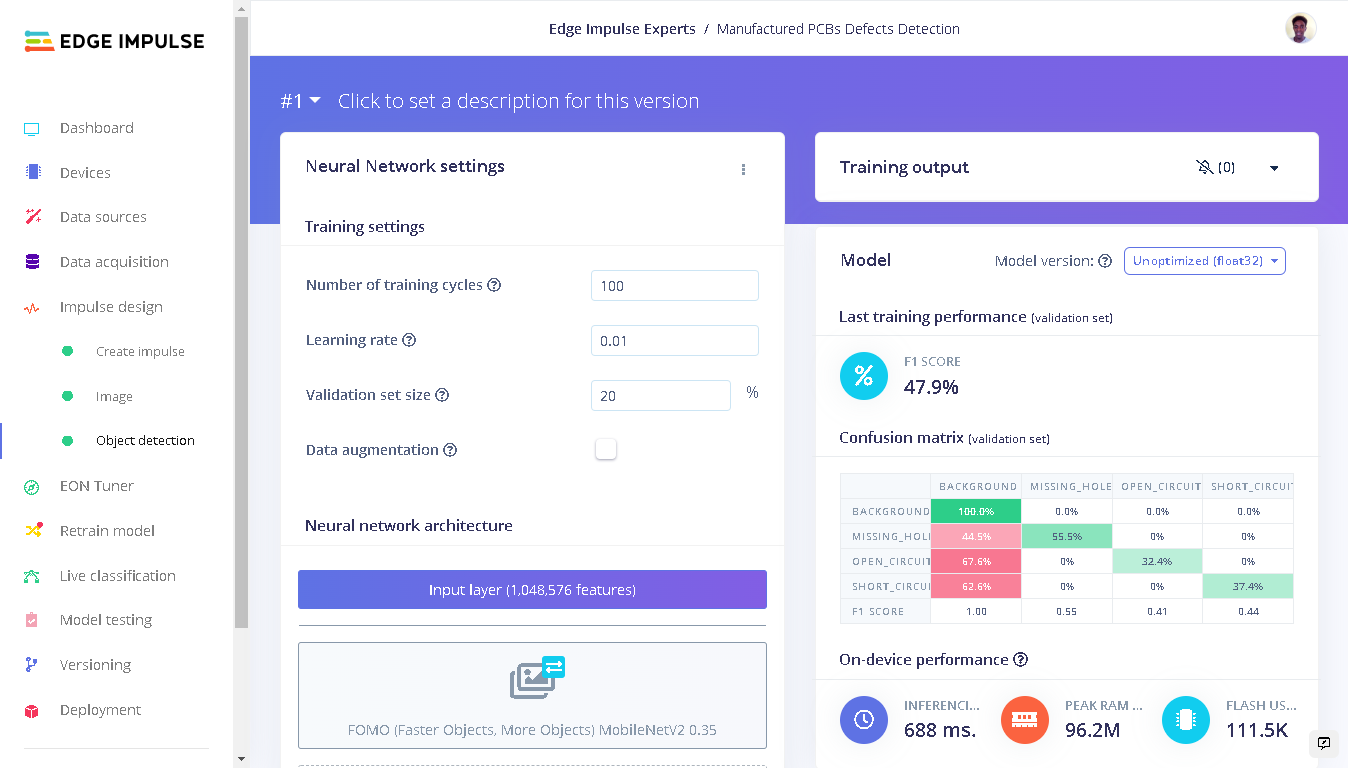 EDGE IMPULSE
Dashboard
Devices
Data sources
Data acquisition
Impulse design
Create impulse
Image
Object detection
EON Tuner
Retrain model
Live classification
Model testing
Versioning
Deployment
Edge Impulse Experts / Manufactured PCBs Defects Detection
#1 Click to set a description for this version
Neural Network settings
Training settings
Number of training cycles ? 100
Learning rate ? 0.01
Validation set size ? 20 %
Data augmentation ?
Neural network architecture
Input layer (1,048,576 features)
FOMO (Faster Objects, More Objects) MobileNetV2 0.35
Training output (0)
Model Model version: ? Unoptimized (float32)
Last training performance (validation set)
% F1 SCORE
47.9%
Confusion matrix (validation set)
BACKGROUND MISSING_HOLE OPEN_CIRCUIT SHORT_CIRCUI
BACKGROUND 100.0% 0.0% 0.0% 0.0%
MISSING_HOL 44.5% 55.5% 0% 0%
OPEN_CIRCUIT 67.6% 0% 32.4% 0%
SHORT_CIRCUI 62.6% 0% 0% 37.4%
F1 SCORE 1.00 0.55 0.41 0.44
On-device performance ?
INFERENCI... PEAK RAM ... FLASH US...
688 ms. 96.2M 111.5K